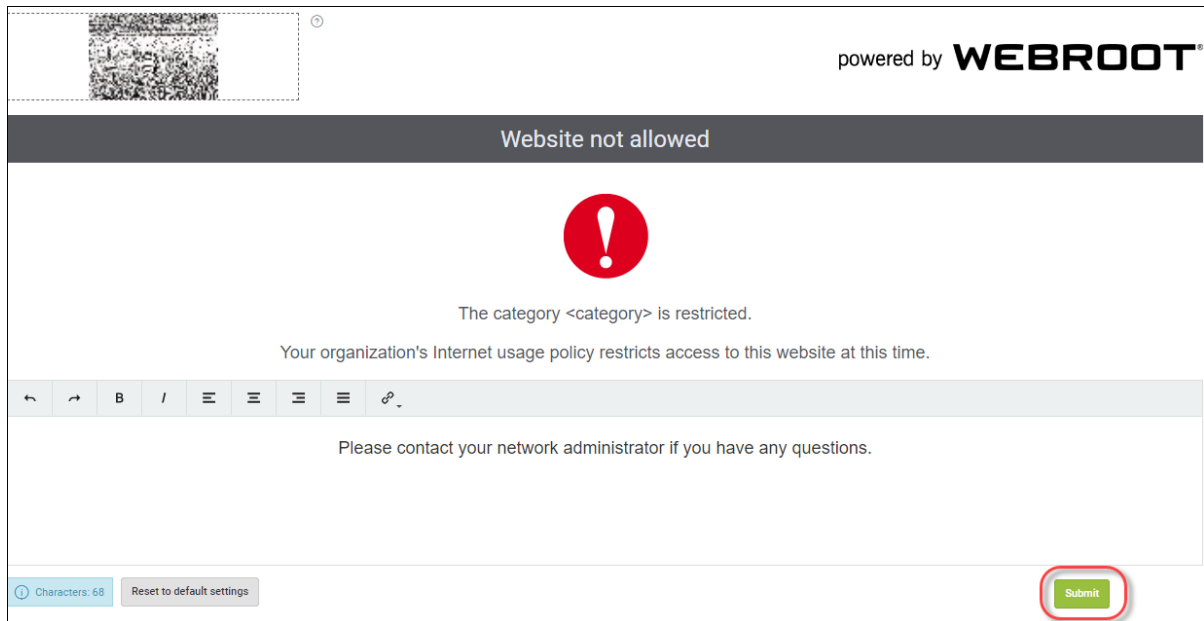 powered by WEBROOT®
Website not allowed
The category <category> is restricted.
Your organization's Internet usage policy restricts access to this website at this time.
B I
Please contact your network administrator if you have any questions.
Characters: 68 Reset to default settings Submit